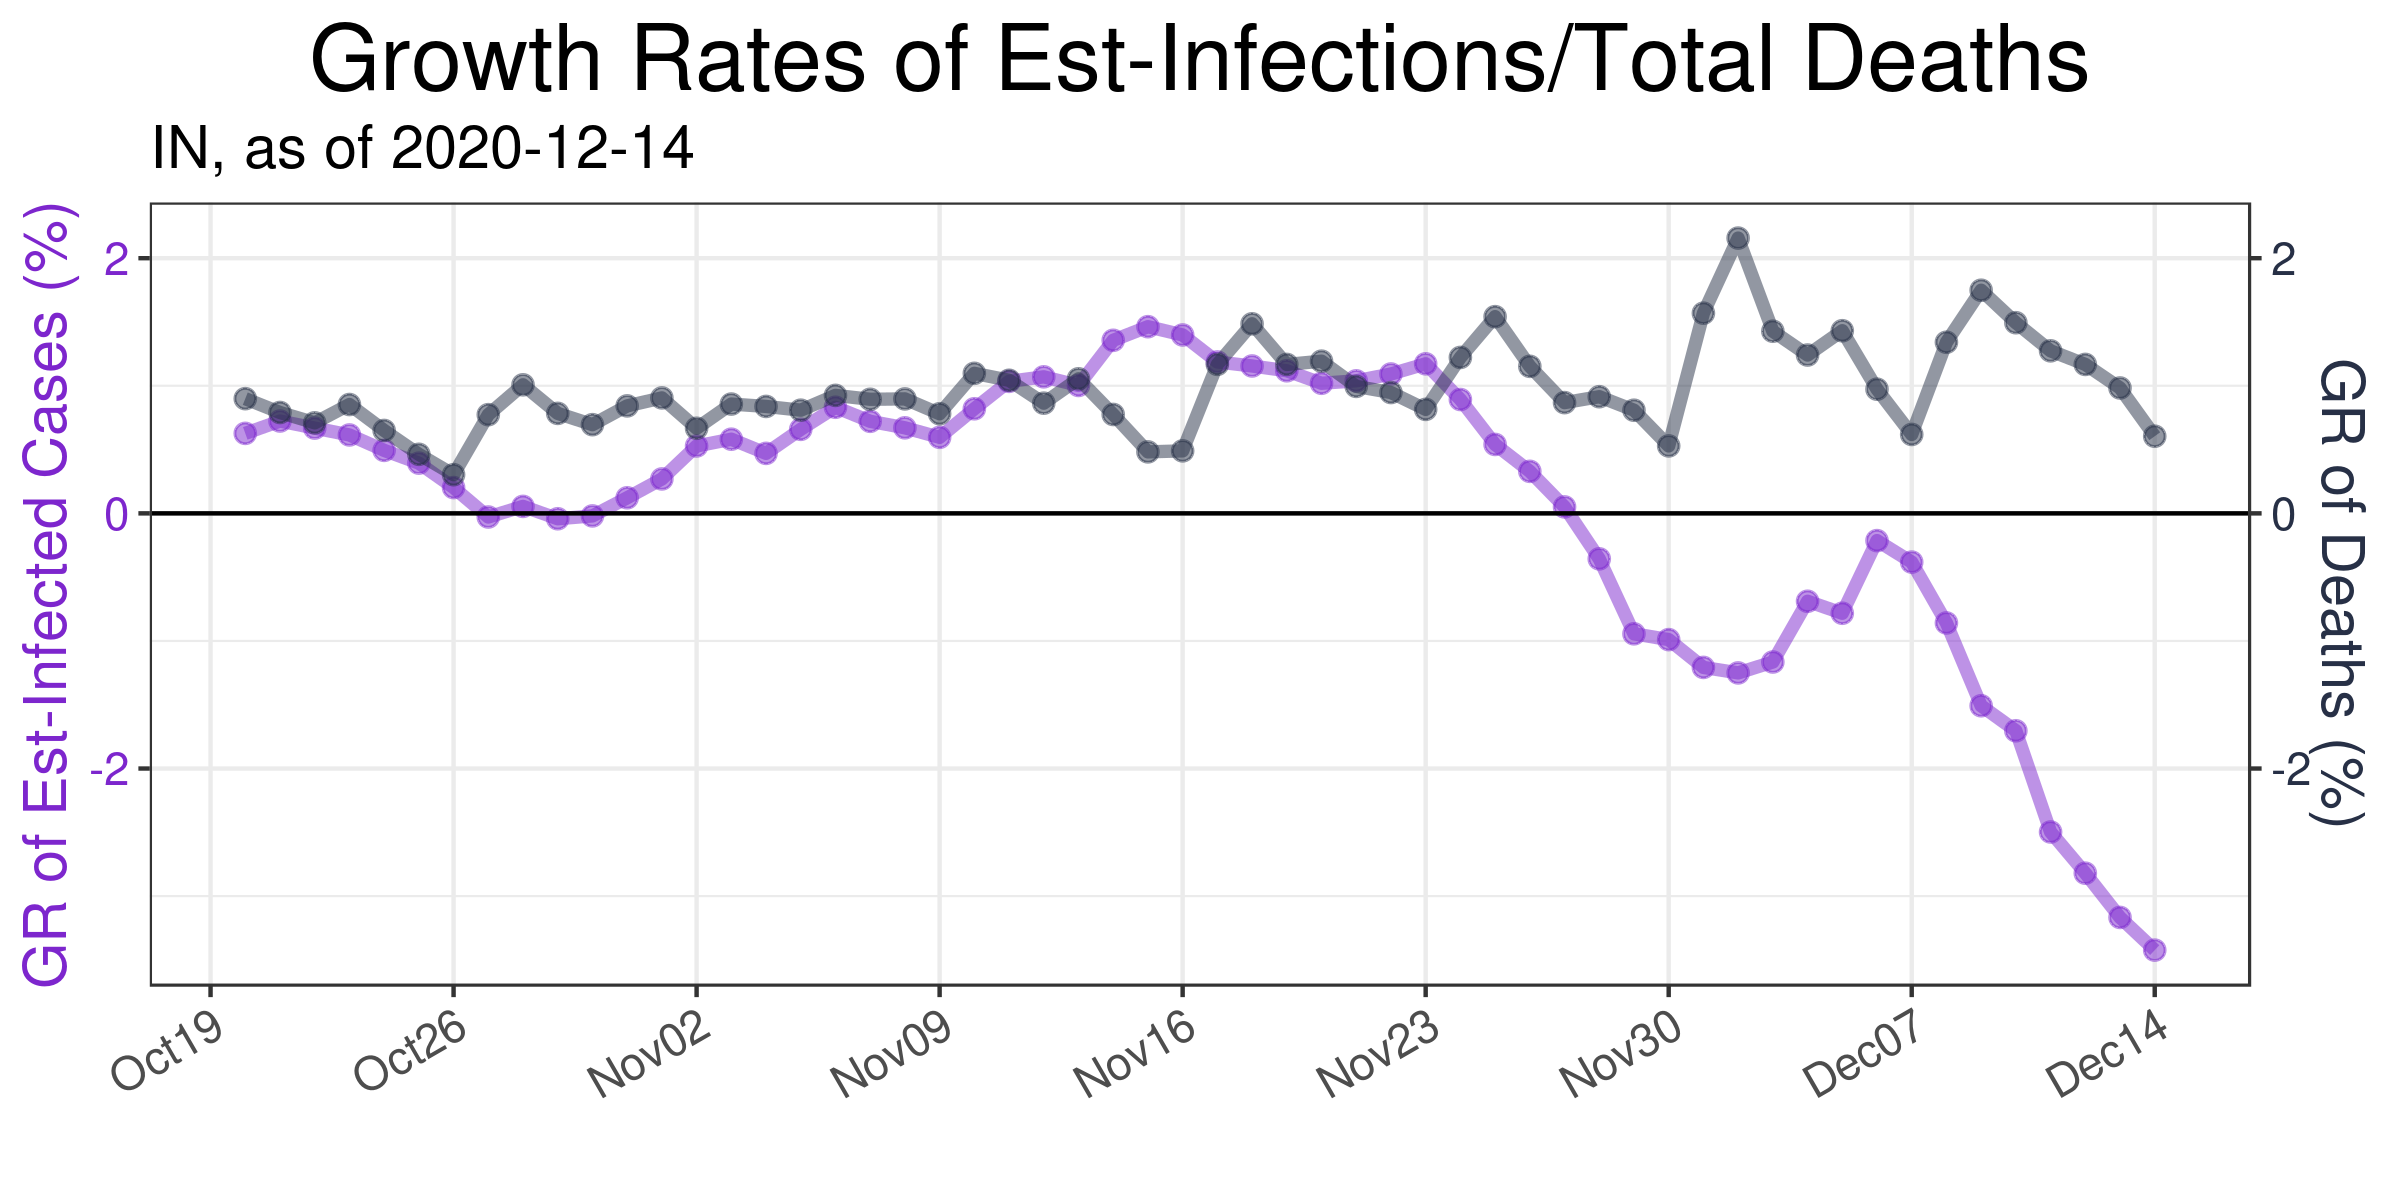 Growth Rates of Est-Infections/Total Deaths
IN, as of 2020-12-14
GR of Est-Infected Cases (%)
2
0
-2
2
0
-2
GR of Deaths (%)
Oct19
Oct26
Nov02
Nov09
Nov16
Nov23
Nov30
Dec07
Dec14